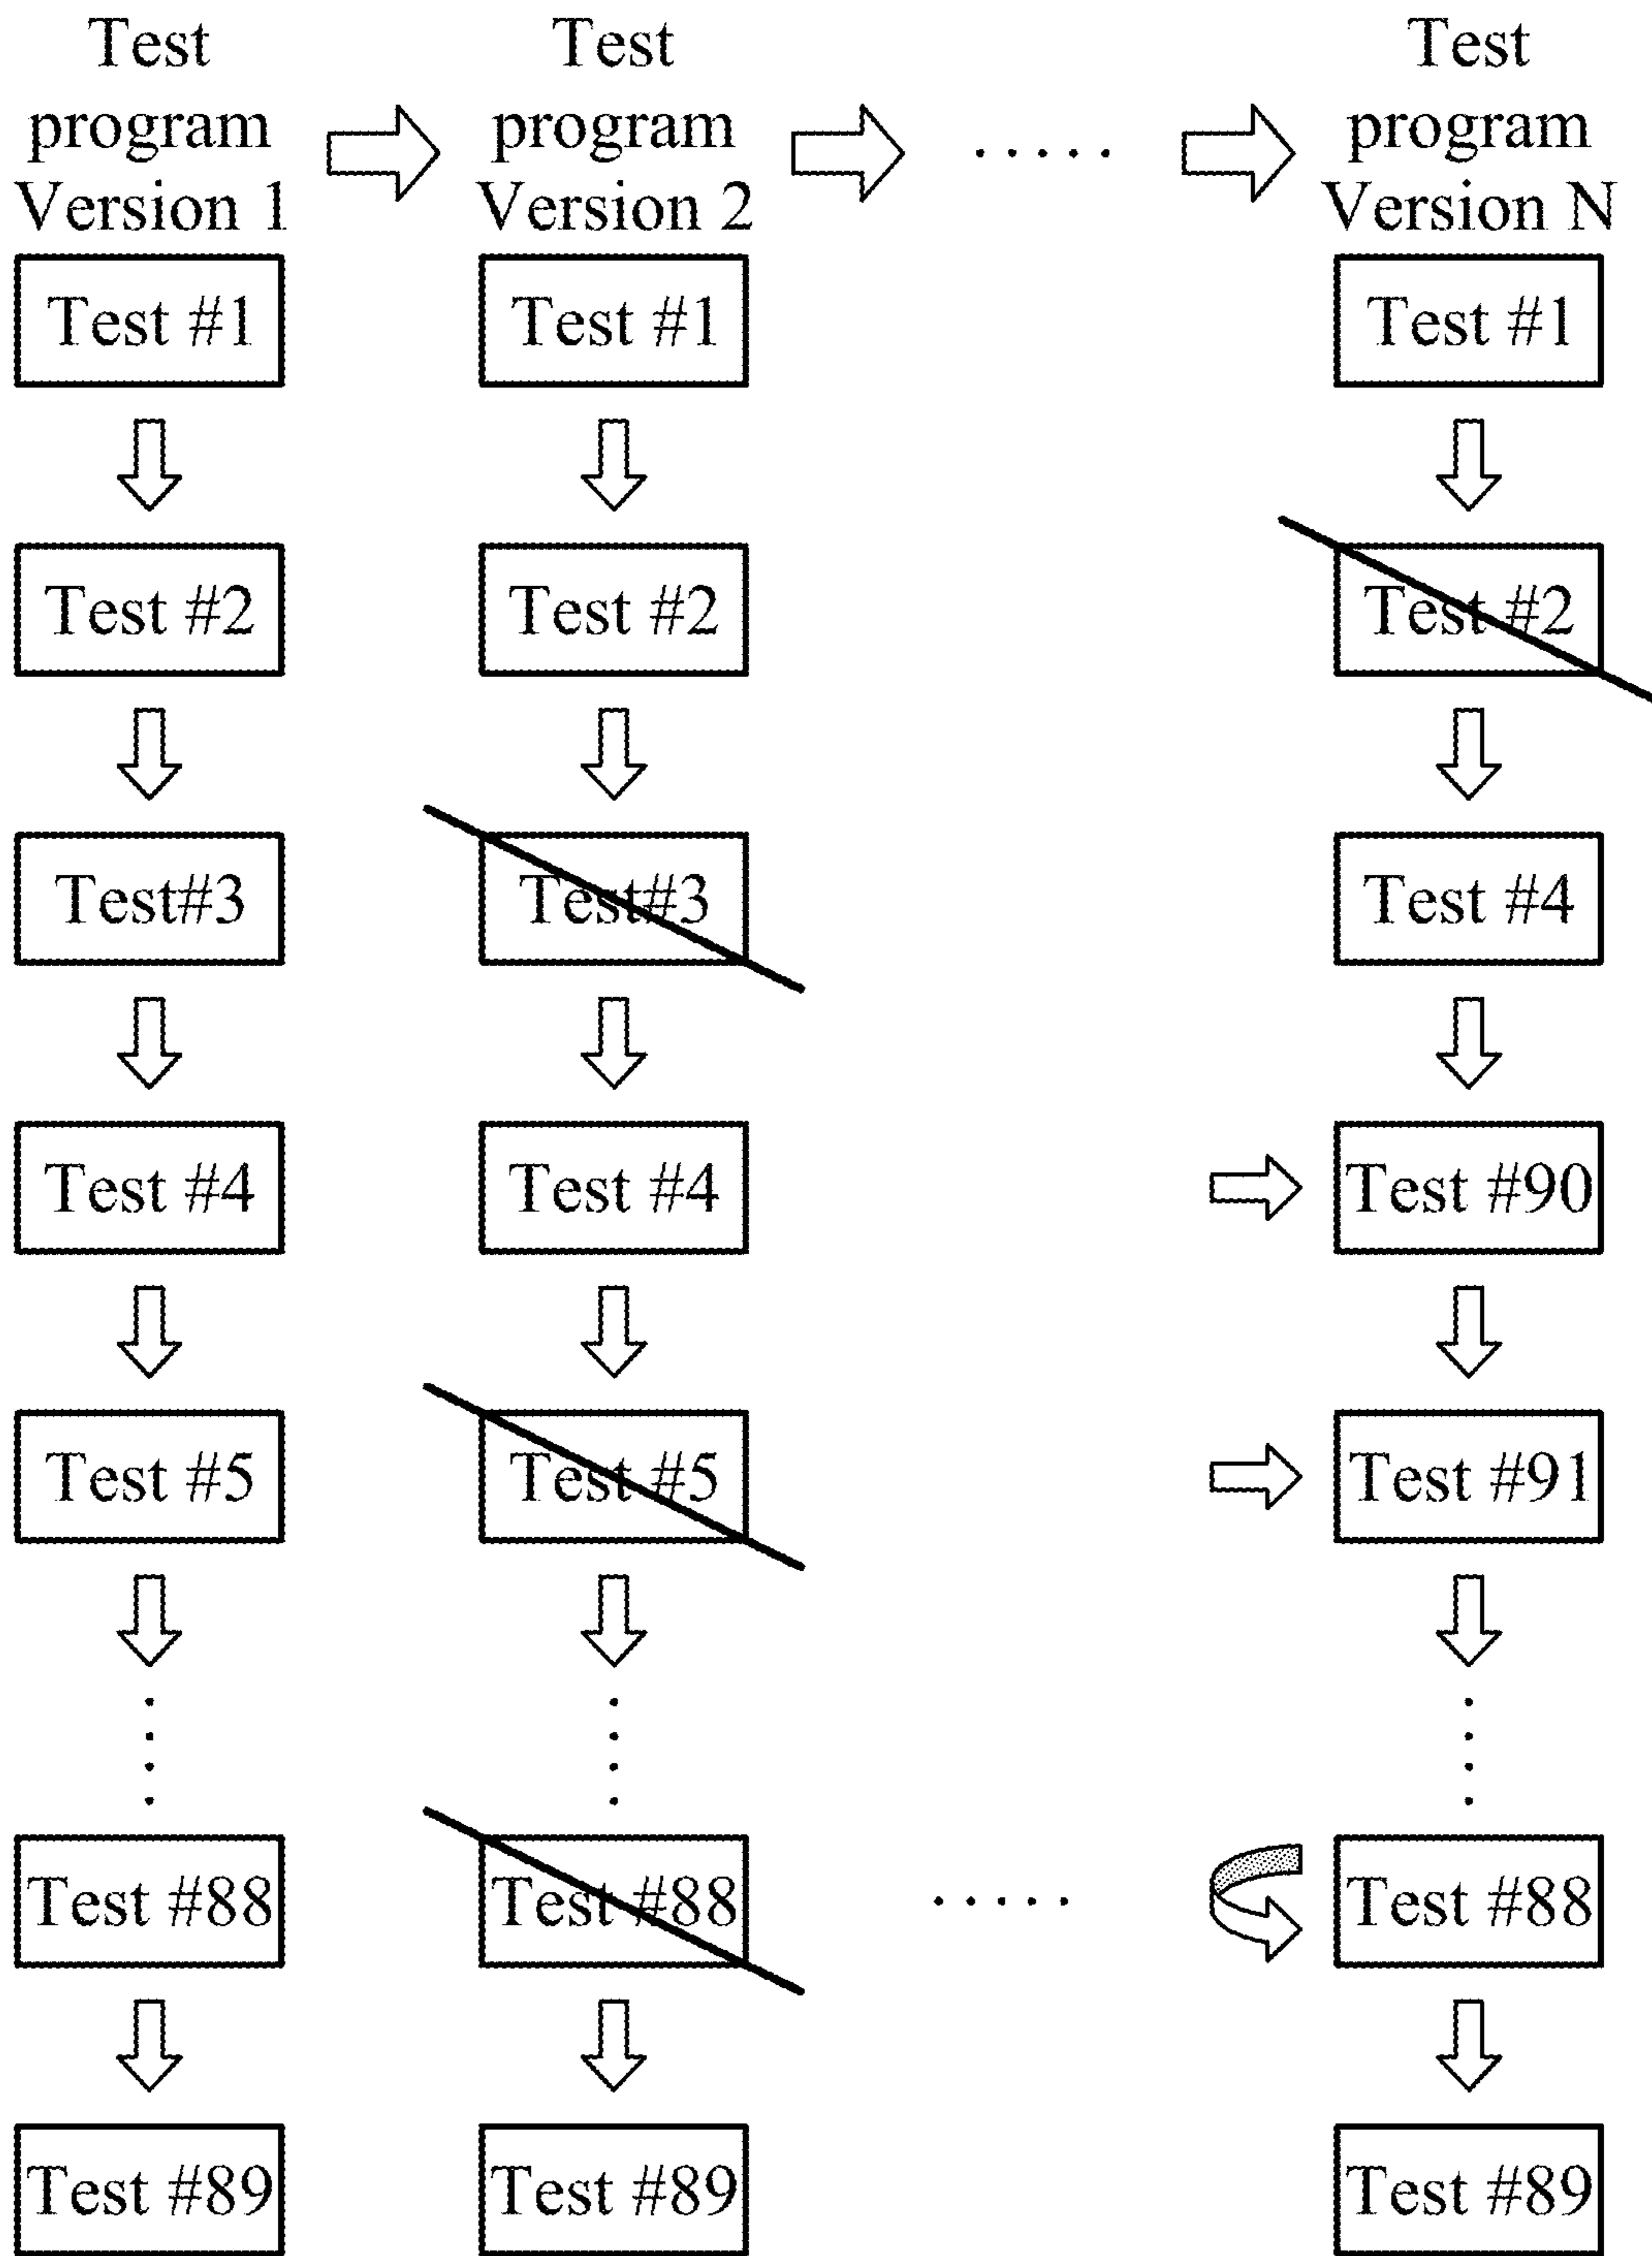 Test
program
Version 1
Test
program
Version 2
. . . . .
Test
program
Version N
Test #1
Test #2
Test#3
Test #4
Test #5
Test #88
Test #89
Test #1
Test #2
Test#3
Test #4
Test #5
Test #88
Test #89
. . . . .
Test #1
Test #2
Test #4
Test #90
Test #91
Test #88
Test #89